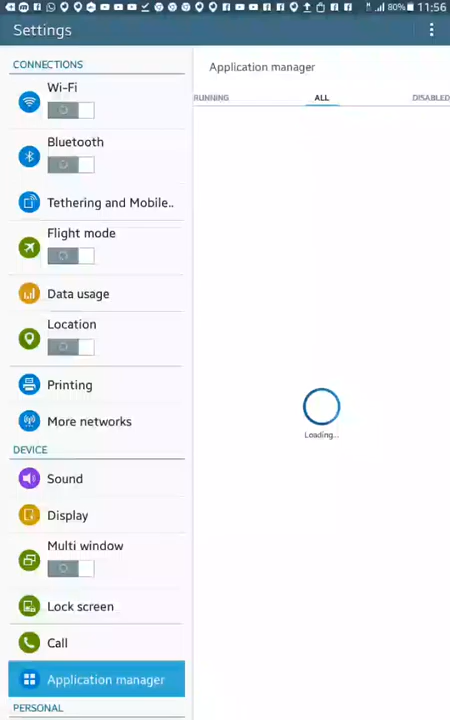 80% 11:56
Settings
CONNECTIONS
Wi-Fi
Bluetooth
Tethering and Mobile..
Flight mode
Data usage
Location
Printing
More networks
DEVICE
Sound
Display
Multi window
Lock screen
Call
Application manager
PERSONAL
Application manager
RUNNING
ALL
DISABLED
Loading...